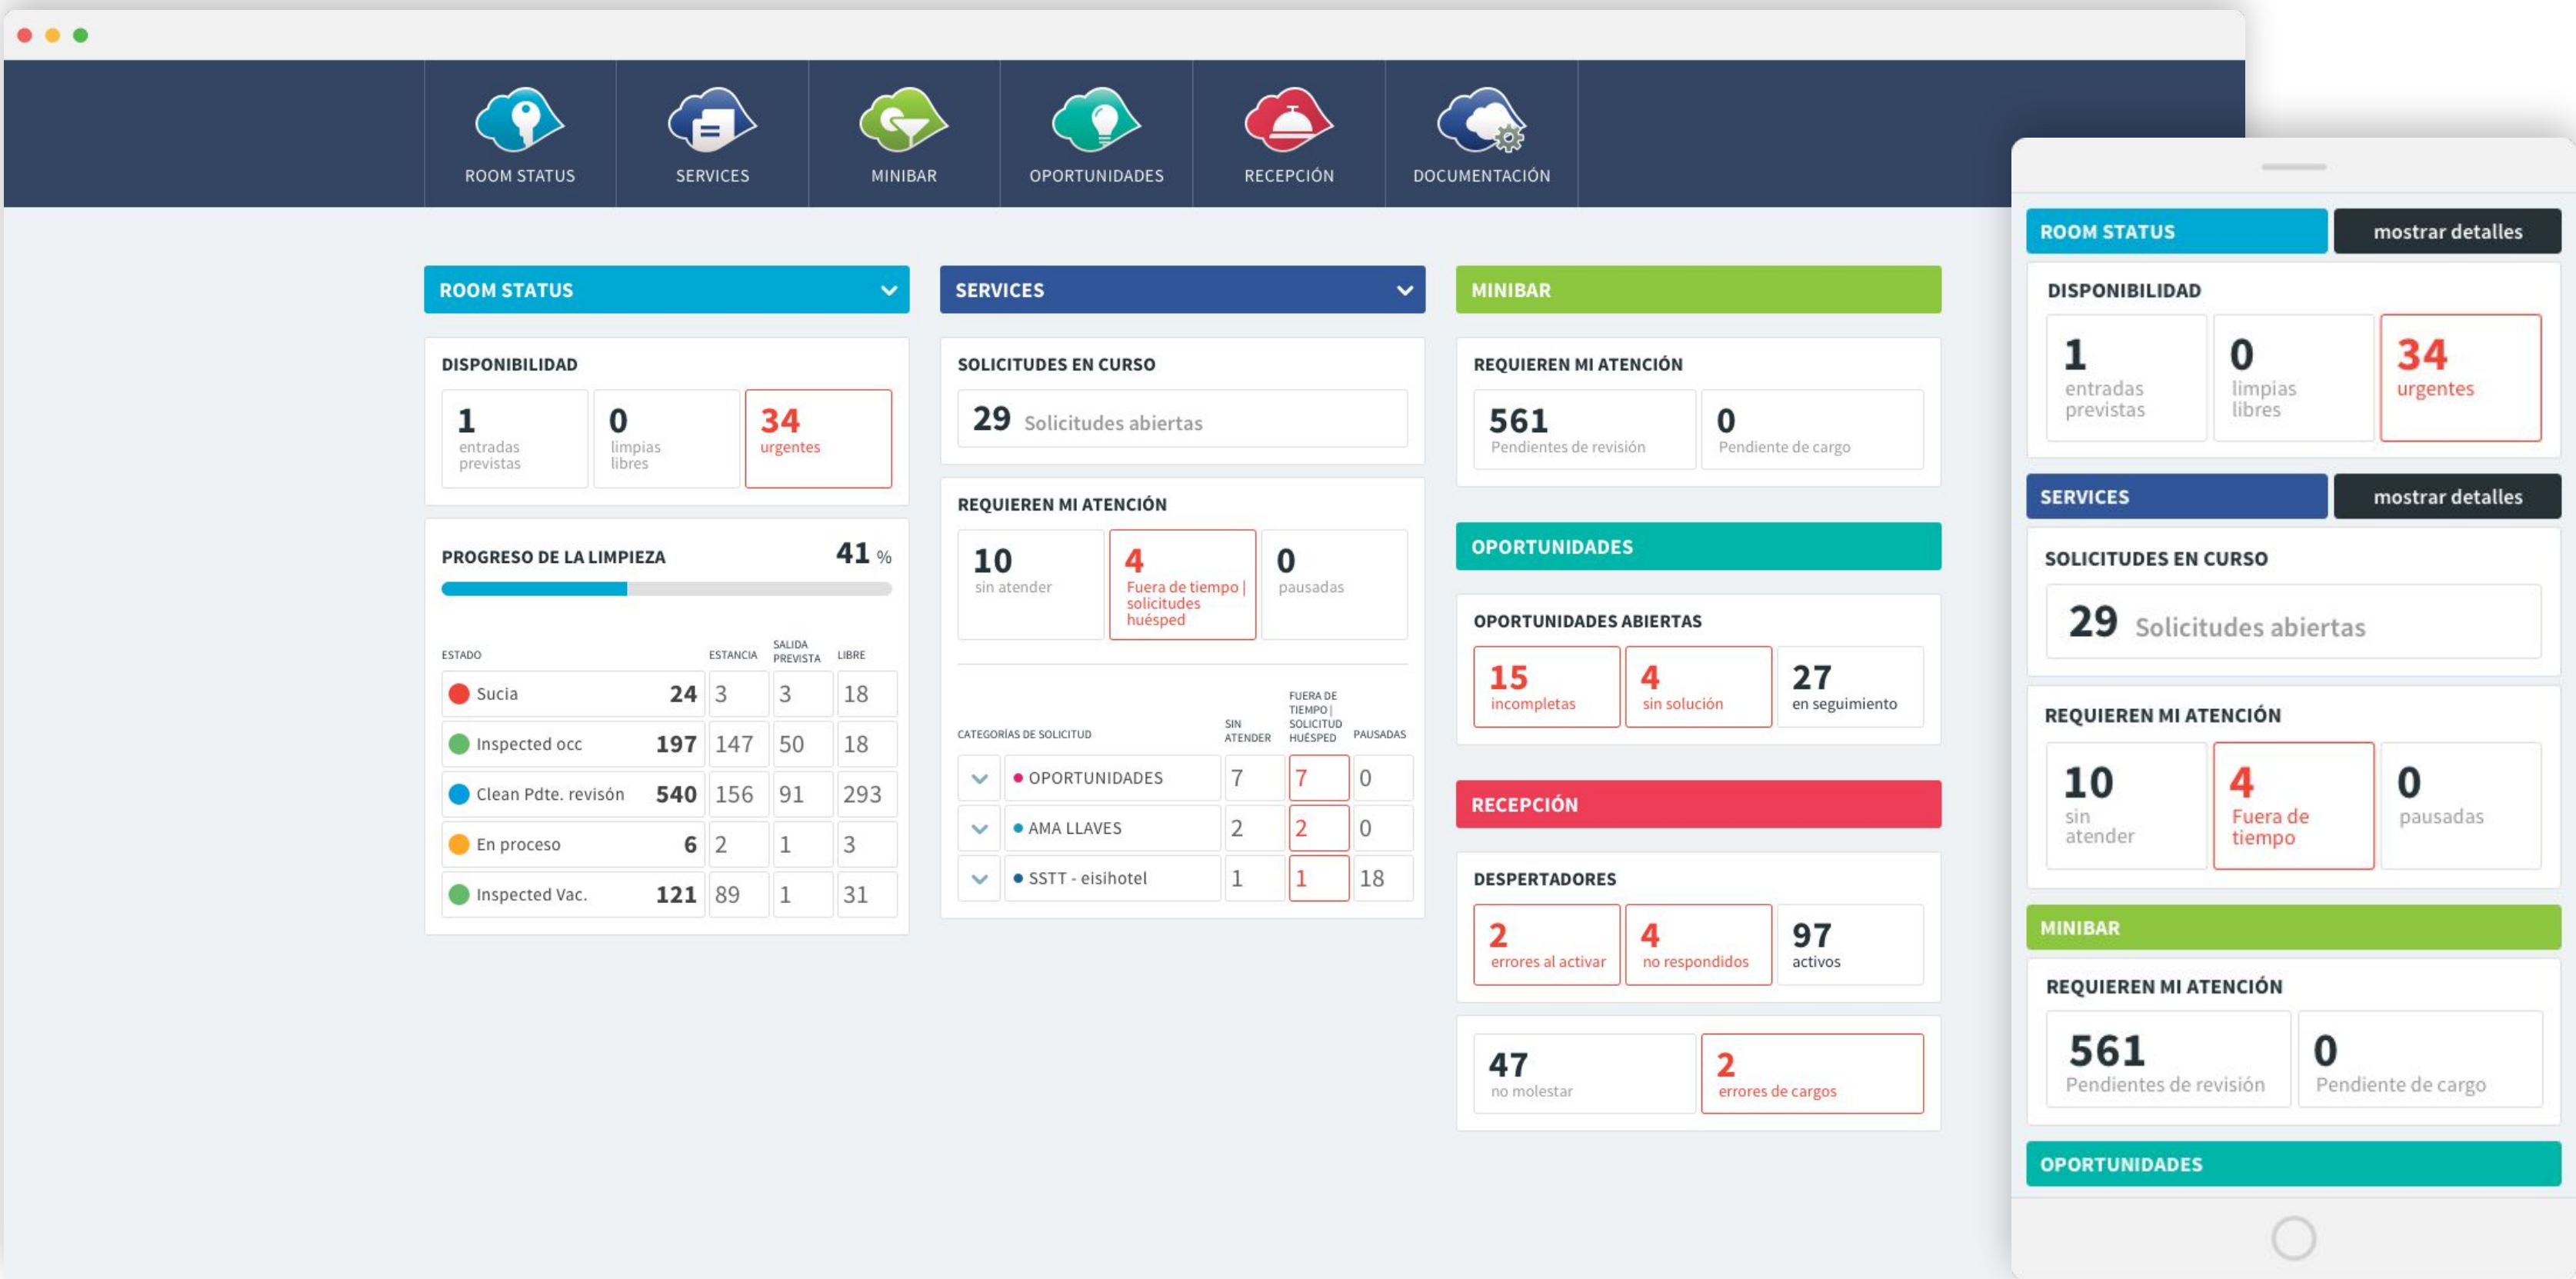 ROOM STATUS
SERVICES
MINIBAR
OPORTUNIDADES
RECEPCIÓN
DOCUMENTACIÓN
ROOM STATUS
DISPONIBILIDAD
1
entradas
previstas
0
limpias
libres
34
urgentes
PROGRESO DE LA LIMPIEZA 41 %
ESTADO ESTANCIA SALIDA PREVISTA LIBRE
Sucia 24 3 3 18
Inspected occ 197 147 50 18
Clean Pdte. revisón 540 156 91 293
En proceso 6 2 1 3
Inspected Vac. 121 89 1 31
SERVICES
SOLICITUDES EN CURSO
29 Solicitudes abiertas
REQUIEREN MI ATENCIÓN
10
sin atender
4
Fuera de tiempo |
solicitudes
huésped
0
pausadas
CATEGORÍAS DE SOLICITUD SIN ATENDER FUERA DE TIEMPO | SOLICITUD HUÉSPED PAUSADAS
OPORTUNIDADES 7 7 0
AMA LLAVES 2 2 0
SSTT - eisihotel 1 1 18
MINIBAR
REQUIEREN MI ATENCIÓN
561
Pendientes de revisión
0
Pendiente de cargo
OPORTUNIDADES
OPORTUNIDADES ABIERTAS
15
incompletas
4
sin solución
27
en seguimiento
RECEPCIÓN
DESPERTADORES
2
errores al activar
4
no respondidos
97
activos
47
no molestar
2
errores de cargos
ROOM STATUS mostrar detalles
DISPONIBILIDAD
1
entradas
previstas
0
limpias
libres
34
urgentes
SERVICES mostrar detalles
SOLICITUDES EN CURSO
29 Solicitudes abiertas
REQUIEREN MI ATENCIÓN
10
sin
atender
4
Fuera de
tiempo
0
pausadas
MINIBAR
REQUIEREN MI ATENCIÓN
561
Pendientes de revisión
0
Pendiente de cargo
OPORTUNIDADES